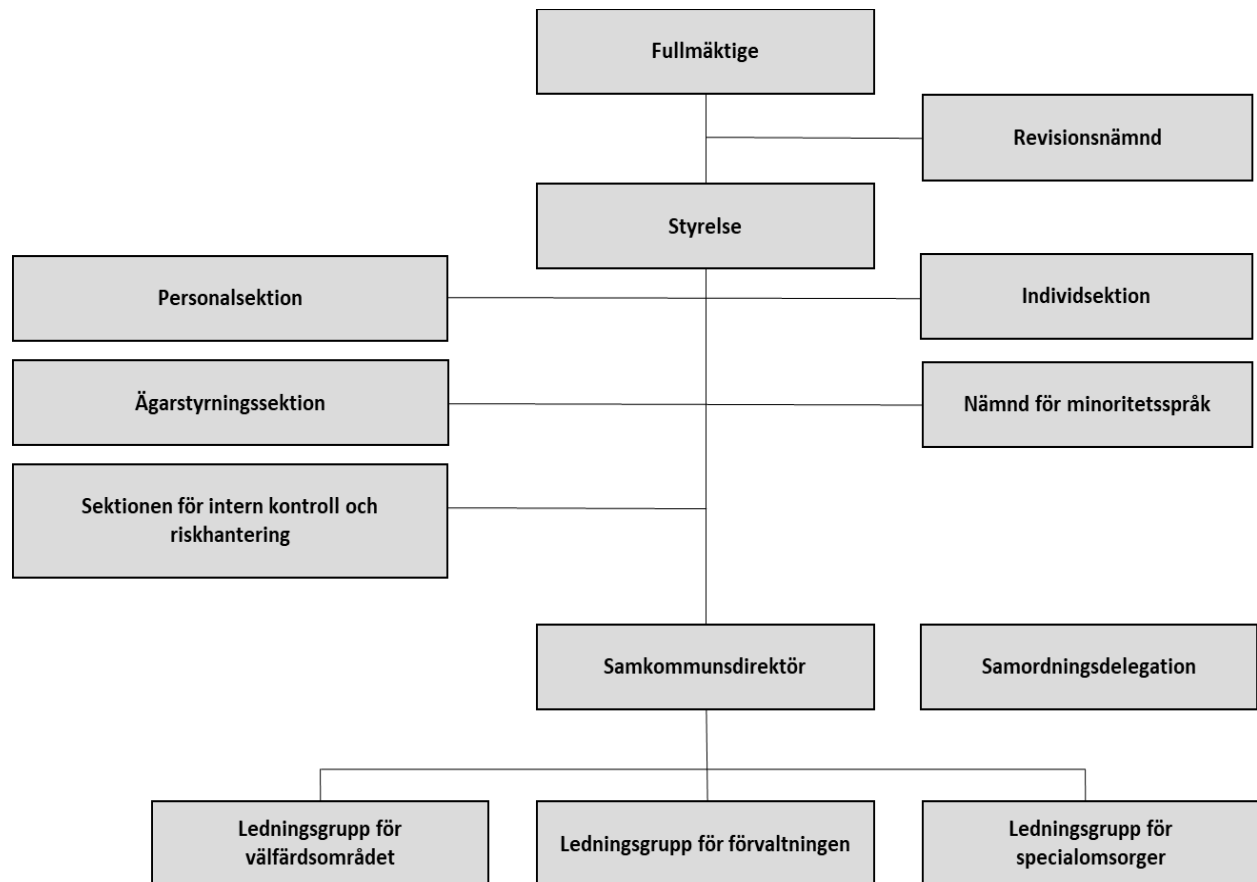 Fullmäktige
Revisionsnämnd
Styrelse
Personalsektion
Individsektion
Ägarstyrningssektion
Nämnd för minoritetsspråk
Sektionen för intern kontroll och
riskhantering
Samkommunsdirektör
Samordningsdelegation
Ledningsgrupp för
välfärdsområdet
Ledningsgrupp för förvaltningen
Ledningsgrupp för
specialomsorger